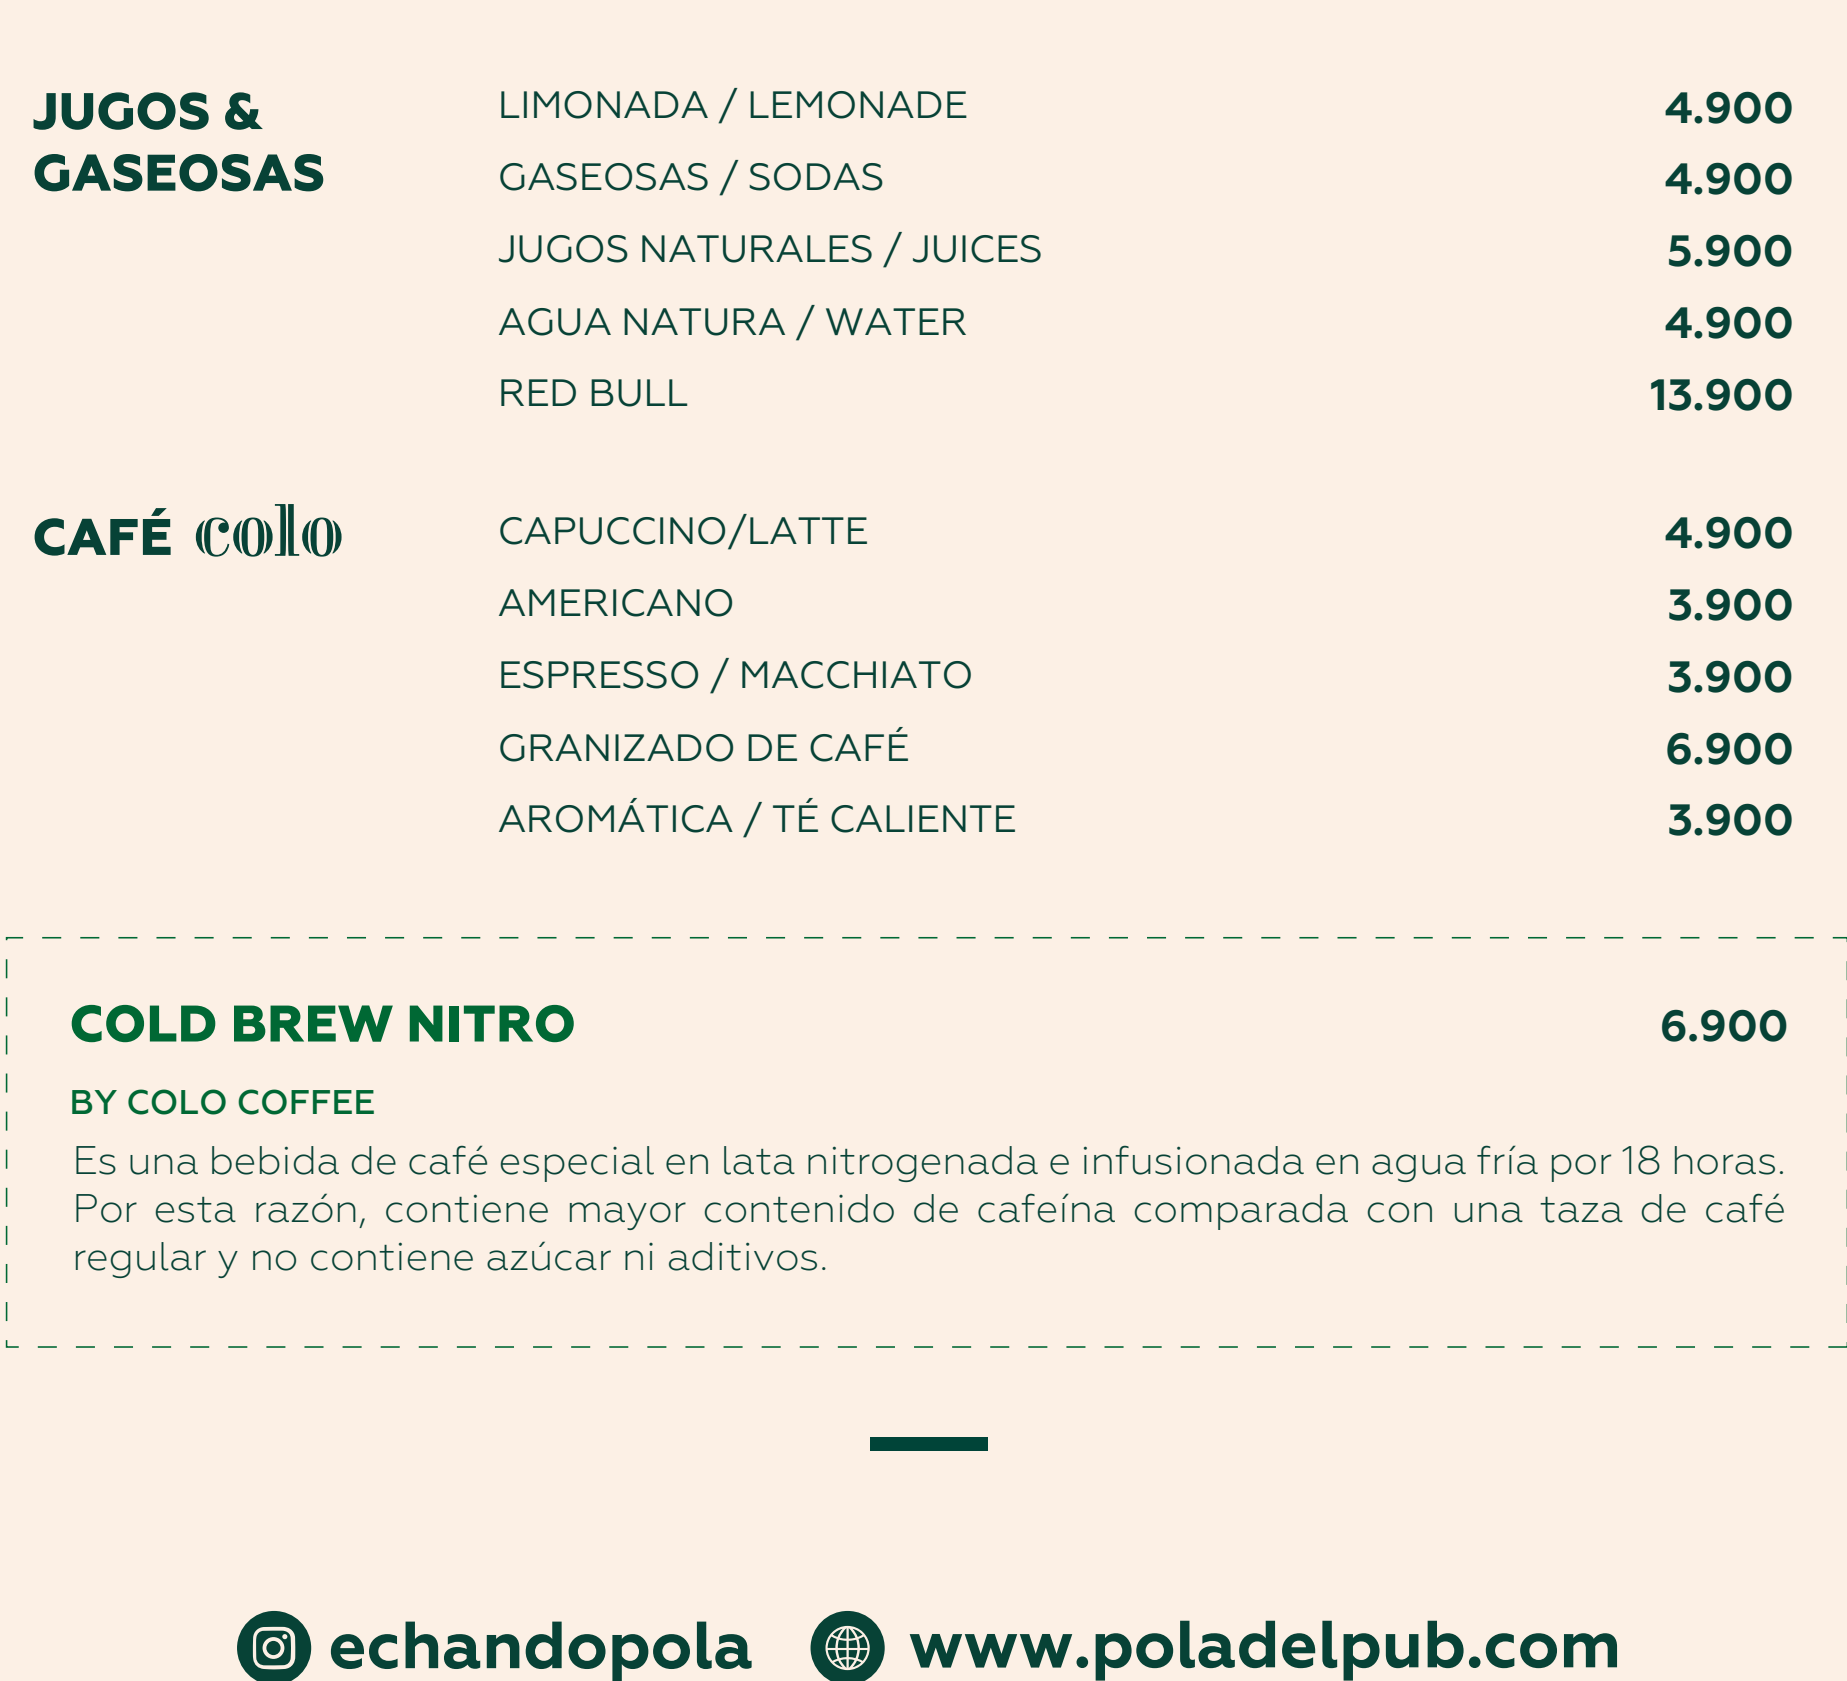 JUGOS &
GASEOSAS
LIMONADA / LEMONADE 4.900
GASEOSAS / SODAS 4.900
JUGOS NATURALES / JUICES 5.900
AGUA NATURA / WATER 4.900
RED BULL 13.900
CAFÉ colo
CAPUCCINO/LATTE 4.900
AMERICANO 3.900
ESPRESSO / MACCHIATO 3.900
GRANIZADO DE CAFÉ 6.900
AROMÁTICA / TÉ CALIENTE 3.900
COLD BREW NITRO 6.900
BY COLO COFFEE
Es una bebida de café especial en lata nitrogenada e infusionada en agua fría por 18 horas.
Por esta razón, contiene mayor contenido de cafeína comparada con una taza de café
regular y no contiene azúcar ni aditivos.
echandopola www.poladelpub.com